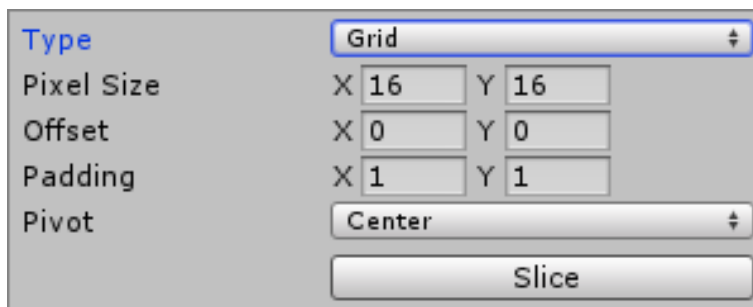 Type Grid
Pixel Size X 16 Y 16
Offset X 0 Y 0
Padding X 1 Y 1
Pivot Center
Slice